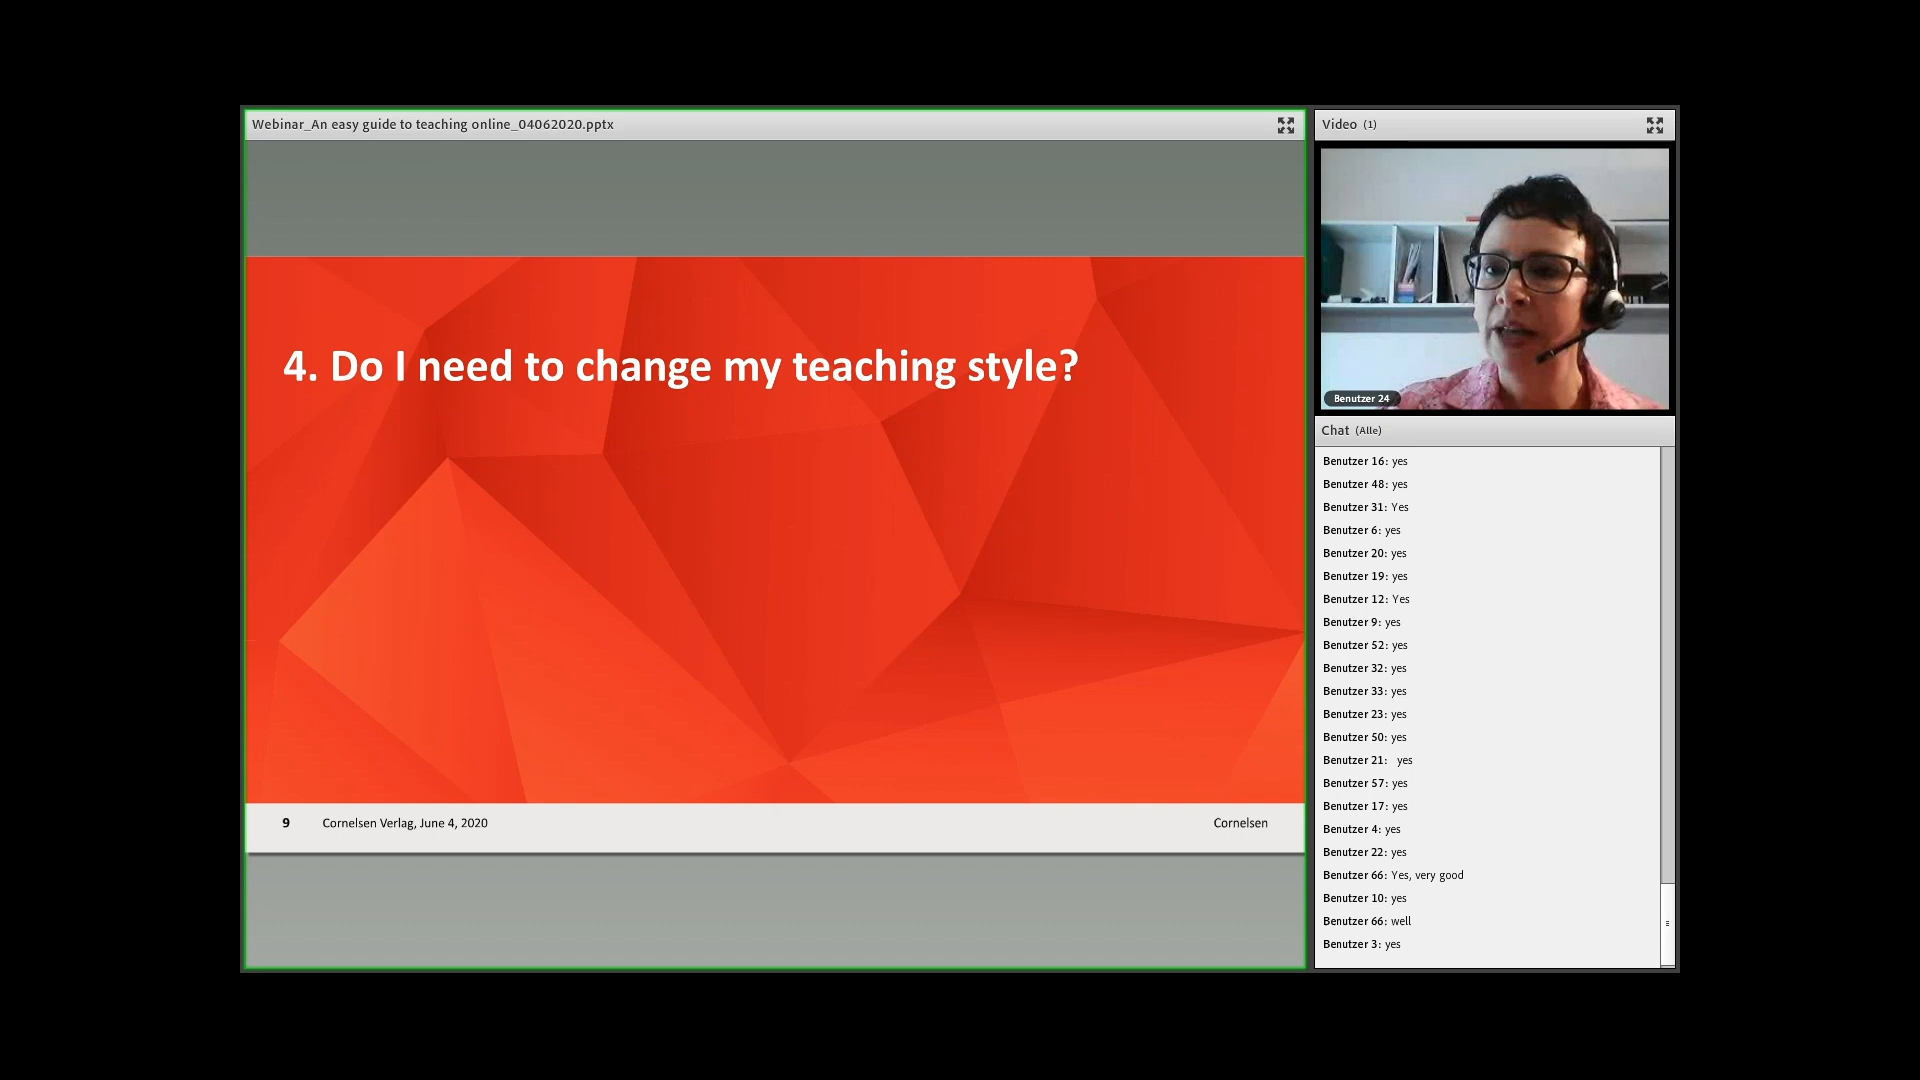 Webinar_An easy guide to teaching online_04062020.pptx
4. Do I need to change my teaching style?
9 Cornelsen Verlag, June 4, 2020 Cornelsen
Video (1)
Benutzer 24
Chat (Alle)
Benutzer 16: yes
Benutzer 48: yes
Benutzer 31: Yes
Benutzer 6: yes
Benutzer 20: yes
Benutzer 19: yes
Benutzer 12: Yes
Benutzer 9: yes
Benutzer 52: yes
Benutzer 32: yes
Benutzer 33: yes
Benutzer 23: yes
Benutzer 50: yes
Benutzer 21: yes
Benutzer 57: yes
Benutzer 17: yes
Benutzer 4: yes
Benutzer 22: yes
Benutzer 66: Yes, very good
Benutzer 10: yes
Benutzer 66: well
Benutzer 3: yes